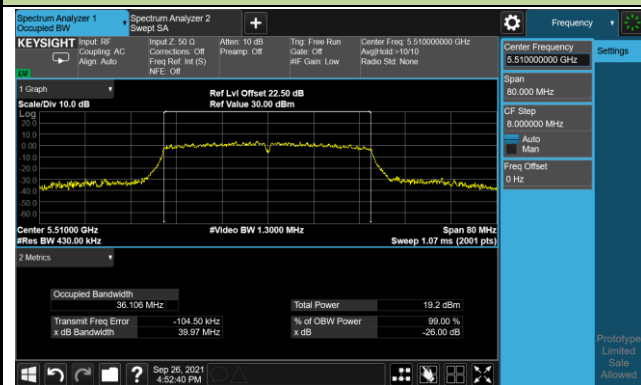 Spectrum Analyzer 1
Occupied BW
Spectrum Analyzer 2
Swept SA
+
Frequency
KEYSIGHT
Input: RF
Coupling: AC
Align: Auto
Input Z: 50 Ω
Corrections: Off
Freq Ref: Int (S)
NFE: Off
Atten: 10 dB
Preamp: Off
Trig: Free Run
Gate: Off
#IF Gain: Low
Center Freq: 5.510000000 GHz
Avg|Hold:>10/10
Radio Std: None
Center Frequency
5.510000000 GHz
Settings
Span
80.000 MHz
CF Step
8.000000 MHz
Auto
Man
Freq Offset
0 Hz
1 Graph
Scale/Div 10.0 dB
Ref Lvl Offset 22.50 dB
Ref Value 30.00 dBm
Log
20.0
10.0
0.00
-10.0
-20.0
-30.0
-40.0
-50.0
-60.0
Center 5.51000 GHz
#Res BW 430.00 kHz
#Video BW 1.3000 MHz
Span 80 MHz
Sweep 1.07 ms (2001 pts)
2 Metrics
Occupied Bandwidth
36.106 MHz
Total Power 19.2 dBm
Transmit Freq Error -104.50 kHz
% of OBW Power 99.00 %
x dB Bandwidth 39.97 MHz
x dB -26.00 dB
Prototype
Limited
Sale
Allowed
?
Sep 26, 2021
4:52:40 PM